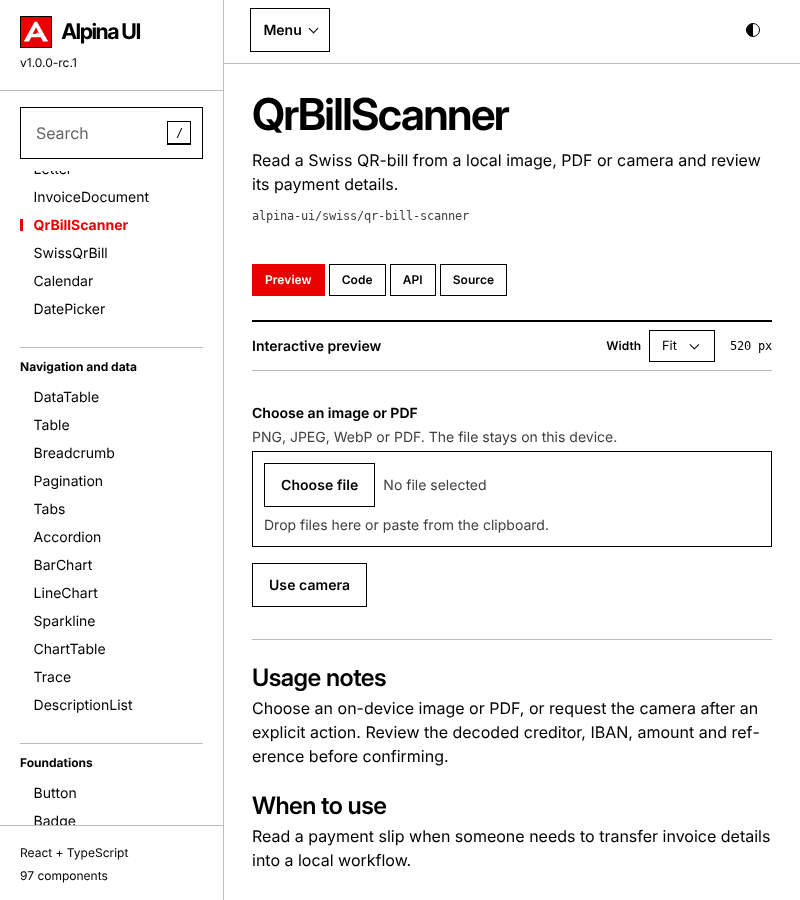 Alpina UI
v1.0.0-rc.1
Search
/
Letter
InvoiceDocument
QrBillScanner
SwissQrBill
Calendar
DatePicker
Navigation and data
DataTable
Table
Breadcrumb
Pagination
Tabs
Accordion
BarChart
LineChart
Sparkline
ChartTable
Trace
DescriptionList
Foundations
Button
Badge
React + TypeScript
97 components
Menu
QrBillScanner
Read a Swiss QR-bill from a local image, PDF or camera and review
its payment details.
alpina-ui/swiss/qr-bill-scanner
Preview Code API Source
Interactive preview
Width Fit 520 px
Choose an image or PDF
PNG, JPEG, WebP or PDF. The file stays on this device.
Choose file No file selected
Drop files here or paste from the clipboard.
Use camera
Usage notes
Choose an on-device image or PDF, or request the camera after an
explicit action. Review the decoded creditor, IBAN, amount and ref-
erence before confirming.
When to use
Read a payment slip when someone needs to transfer invoice details
into a local workflow.